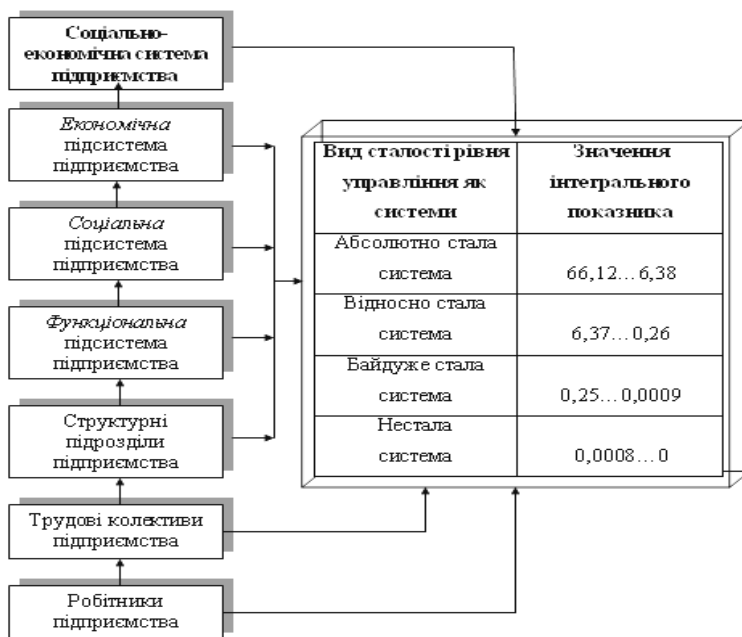 Соціально-
економічна система
підприємства
Економічна
підсистема
підприємства
Соціальна
підсистема
підприємства
Функціональна
підсистема
підприємства
Структурні
підрозділи
підприємства
Трудові колективи
підприємства
Робітники
підприємства
Вид сталості рівня
управління як
системи
Значення
інтегрального
показника
Абсолютно стала
система
66,12...6,38
Відносно стала
система
6,37...0,26
Байдуже стала
система
0,25...0,0009
Нестала
система
0,0008...0